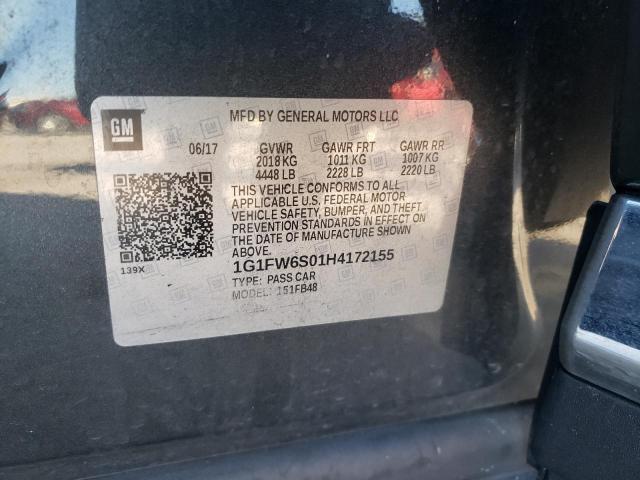 GM
MFD BY GENERAL MOTORS LLC
06/17 GVWR GAWR FRT GAWR RR
2018 KG 1011 KG 1007 KG
4448 LB 2228 LB 2220 LB
THIS VEHICLE CONFORMS TO ALL
APPLICABLE U.S. FEDERAL MOTOR
VEHICLE SAFETY, BUMPER, AND THEFT
PREVENTION STANDARDS IN EFFECT ON
THE DATE OF MANUFACTURE SHOWN
ABOVE.
139X
1G1FW6S01H4172155
TYPE: PASS CAR
MODEL: 151FB48